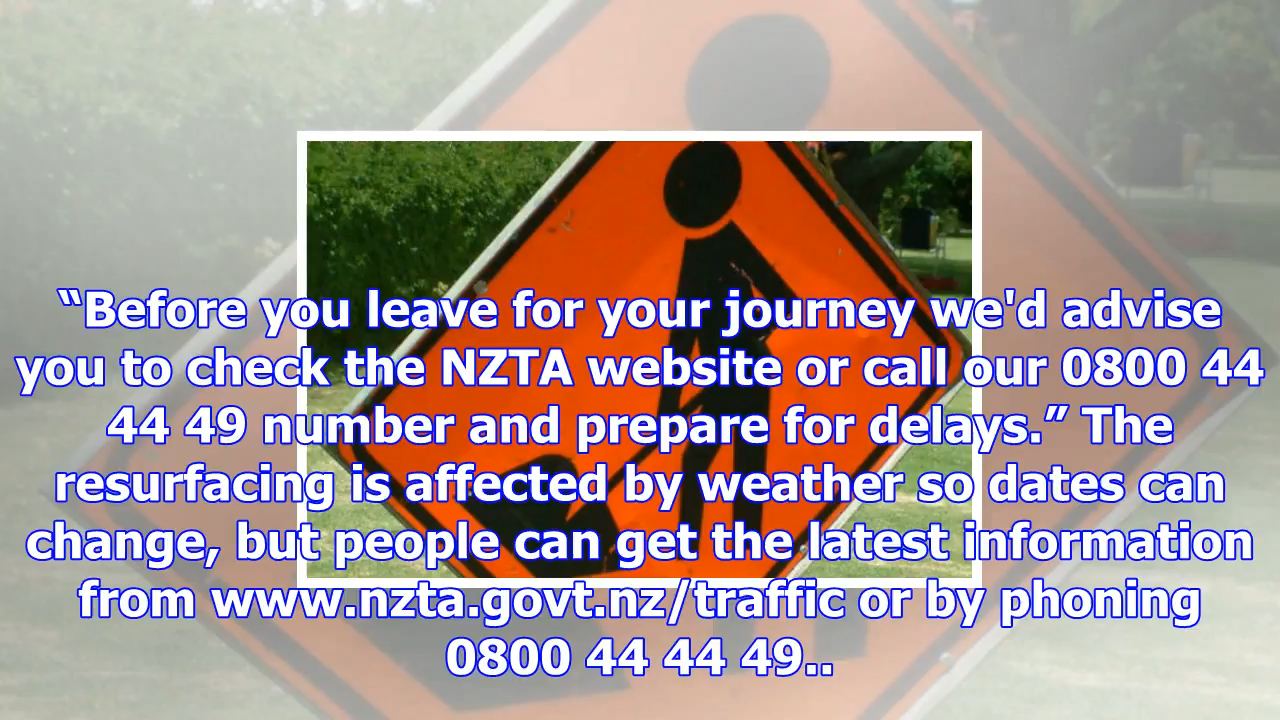 “Before you leave for your journey we'd advise
you to check the NZTA website or call our 0800 44
44 49 number and prepare for delays.” The
resurfacing is affected by weather so dates can
change, but people can get the latest information
from www.nzta.govt.nz/traffic or by phoning
0800 44 44 49..